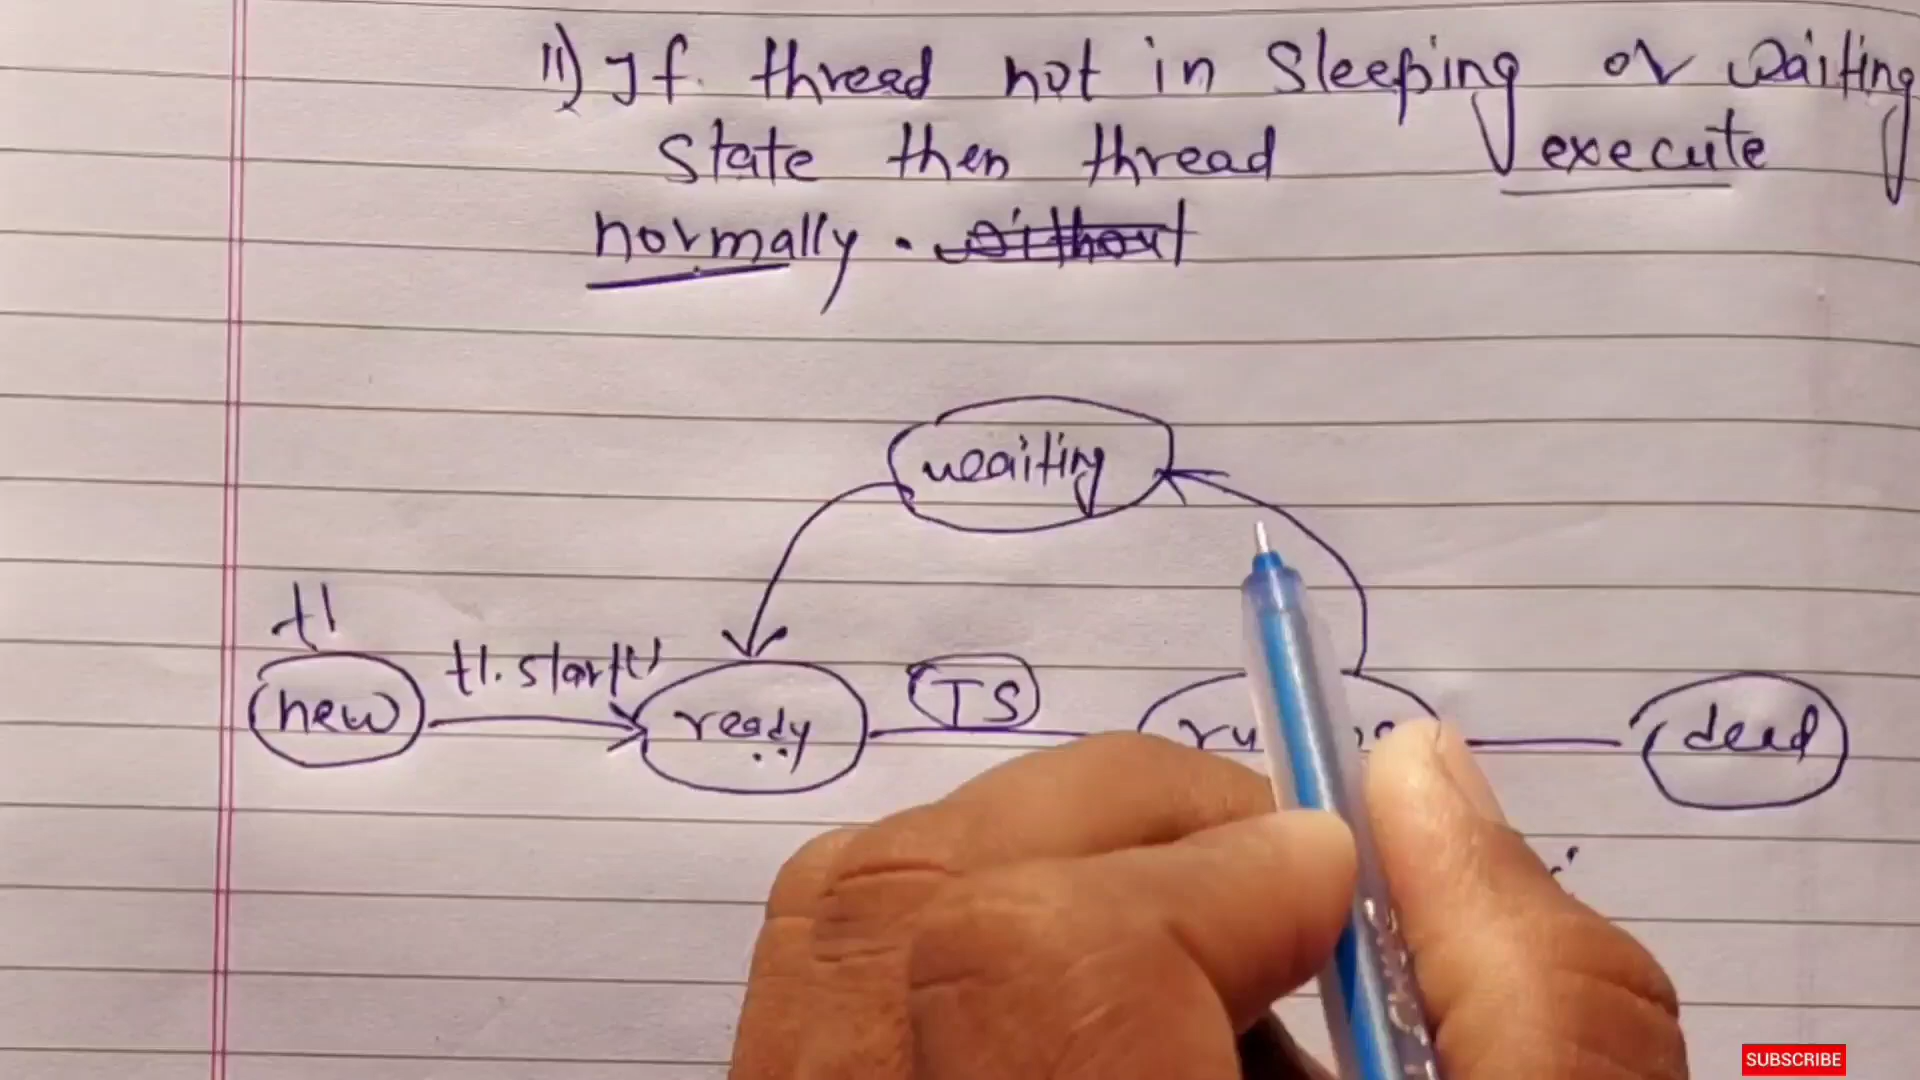 11) If thread not in Sleeping or waiting
state then thread execute
normally.
waiting
t1
t1.start()
new
ready
TS
dead
SUBSCRIBE